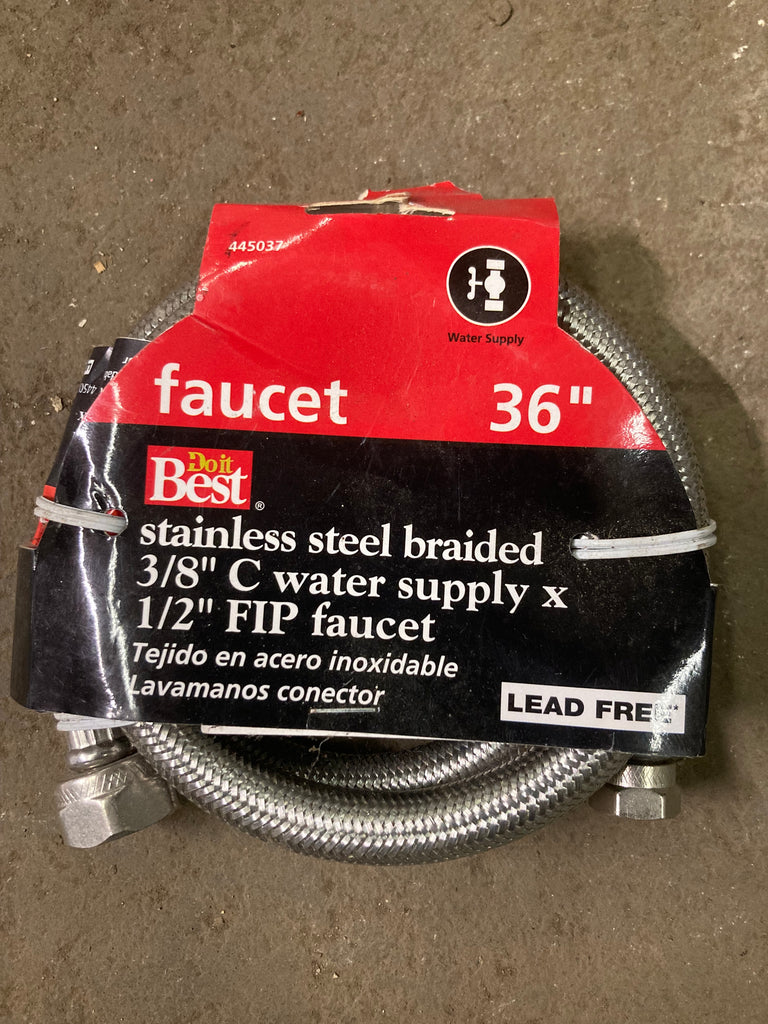 445037
Water Supply
faucet 36"
Do it
Best®
stainless steel braided
3/8" C water supply x
1/2" FIP faucet
Tejido en acero inoxidable
Lavamanos conector
LEAD FREE